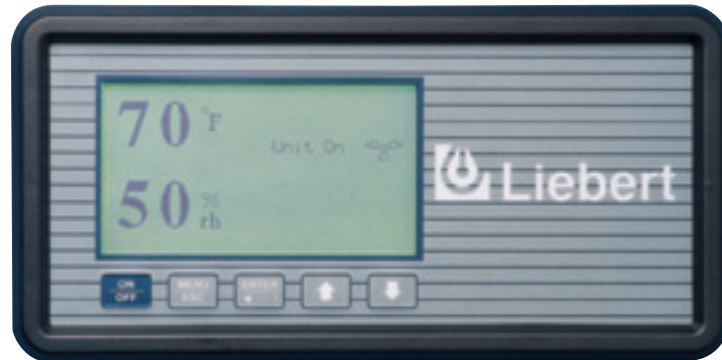 70 °F
Unit On
50 % rh
Liebert
ON
OFF
MENU
ESC
ENTER